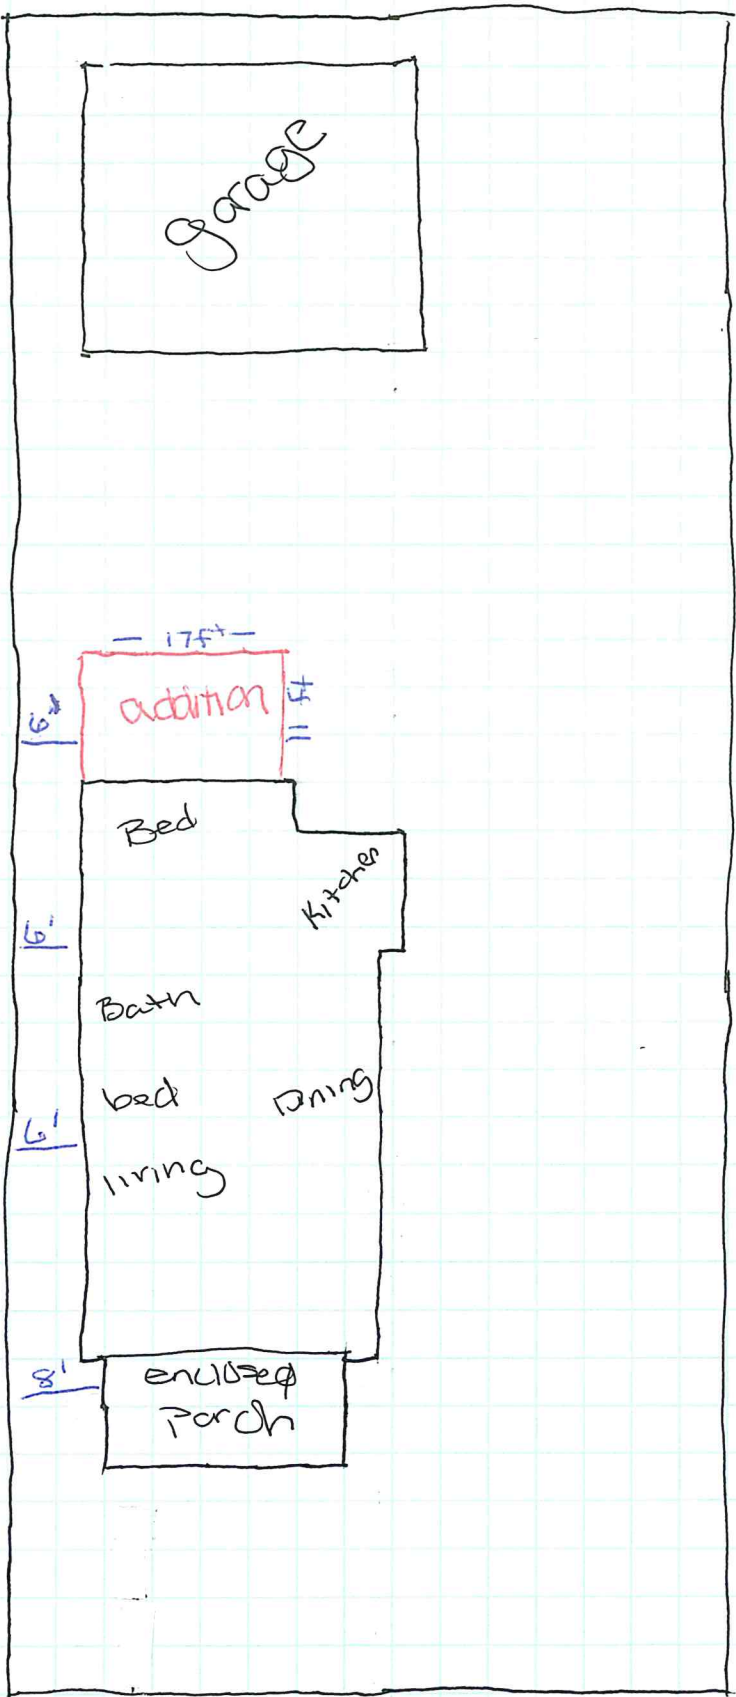 garage
— 17ft —
addition
11 ft
6'
Bed
Kitchen
6'
Bath
bed
Dining
6'
living
8'
enclosed
Porch